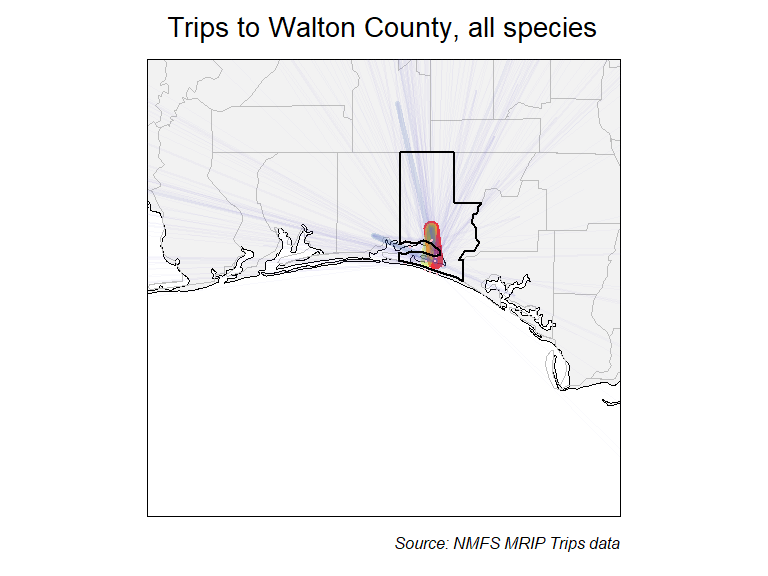 Trips to Walton County, all species
Source: NMFS MRIP Trips data